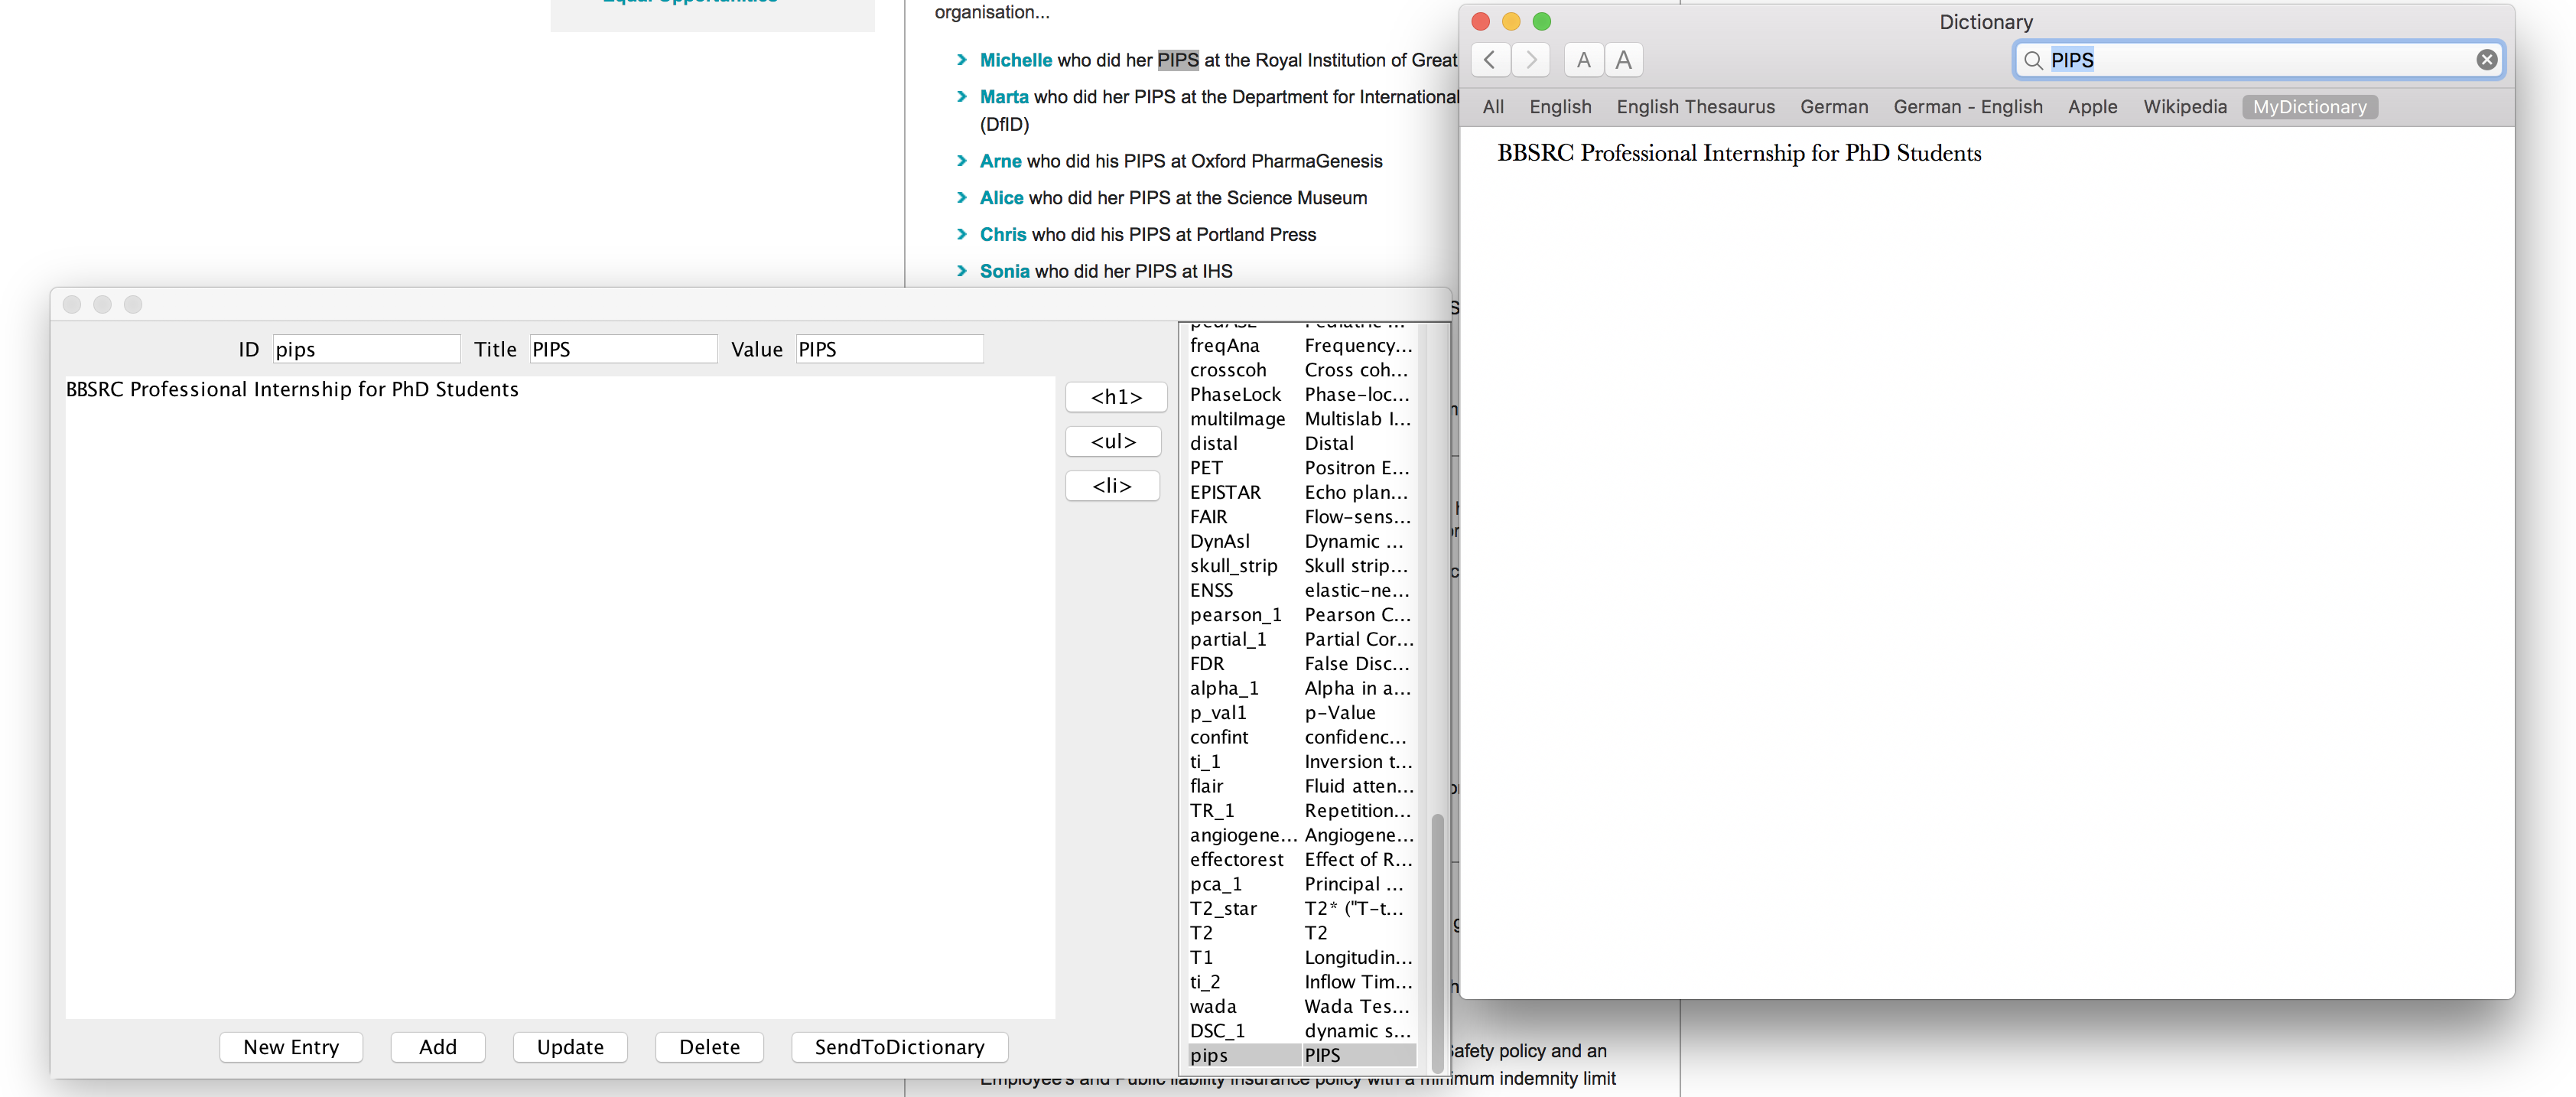 Equal Opportunities
organisation...
Michelle who did her PIPS at the Royal Institution of Great
Marta who did her PIPS at the Department for International
(DfID)
Arne who did his PIPS at Oxford PharmaGenesis
Alice who did her PIPS at the Science Museum
Chris who did his PIPS at Portland Press
Sonia who did her PIPS at IHS
Dictionary
A A
PIPS
All English English Thesaurus German German - English Apple Wikipedia MyDictionary
BBSRC Professional Internship for PhD Students
ID pips Title PIPS Value PIPS
BBSRC Professional Internship for PhD Students
<h1>
<ul>
<li>
pedASL Pediatric ...
freqAna Frequency...
crosscoh Cross coh...
PhaseLock Phase-loc...
multiImage Multislab I...
distal Distal
PET Positron E...
EPISTAR Echo plan...
FAIR Flow-sens...
DynAsl Dynamic ...
skull_strip Skull strip...
ENSS elastic-ne...
pearson_1 Pearson C...
partial_1 Partial Cor...
FDR False Disc...
alpha_1 Alpha in a...
p_val1 p-Value
confint confidenc...
ti_1 Inversion t...
flair Fluid atten...
TR_1 Repetition...
angiogene... Angiogene...
effectorest Effect of R...
pca_1 Principal ...
T2_star T2* ("T-t...
T2 T2
T1 Longitudin...
ti_2 Inflow Tim...
wada Wada Tes...
DSC_1 dynamic s...
pips PIPS
New Entry Add Update Delete SendToDictionary
Safety policy and an
Employee's and Public liability insurance policy with a minimum indemnity limit